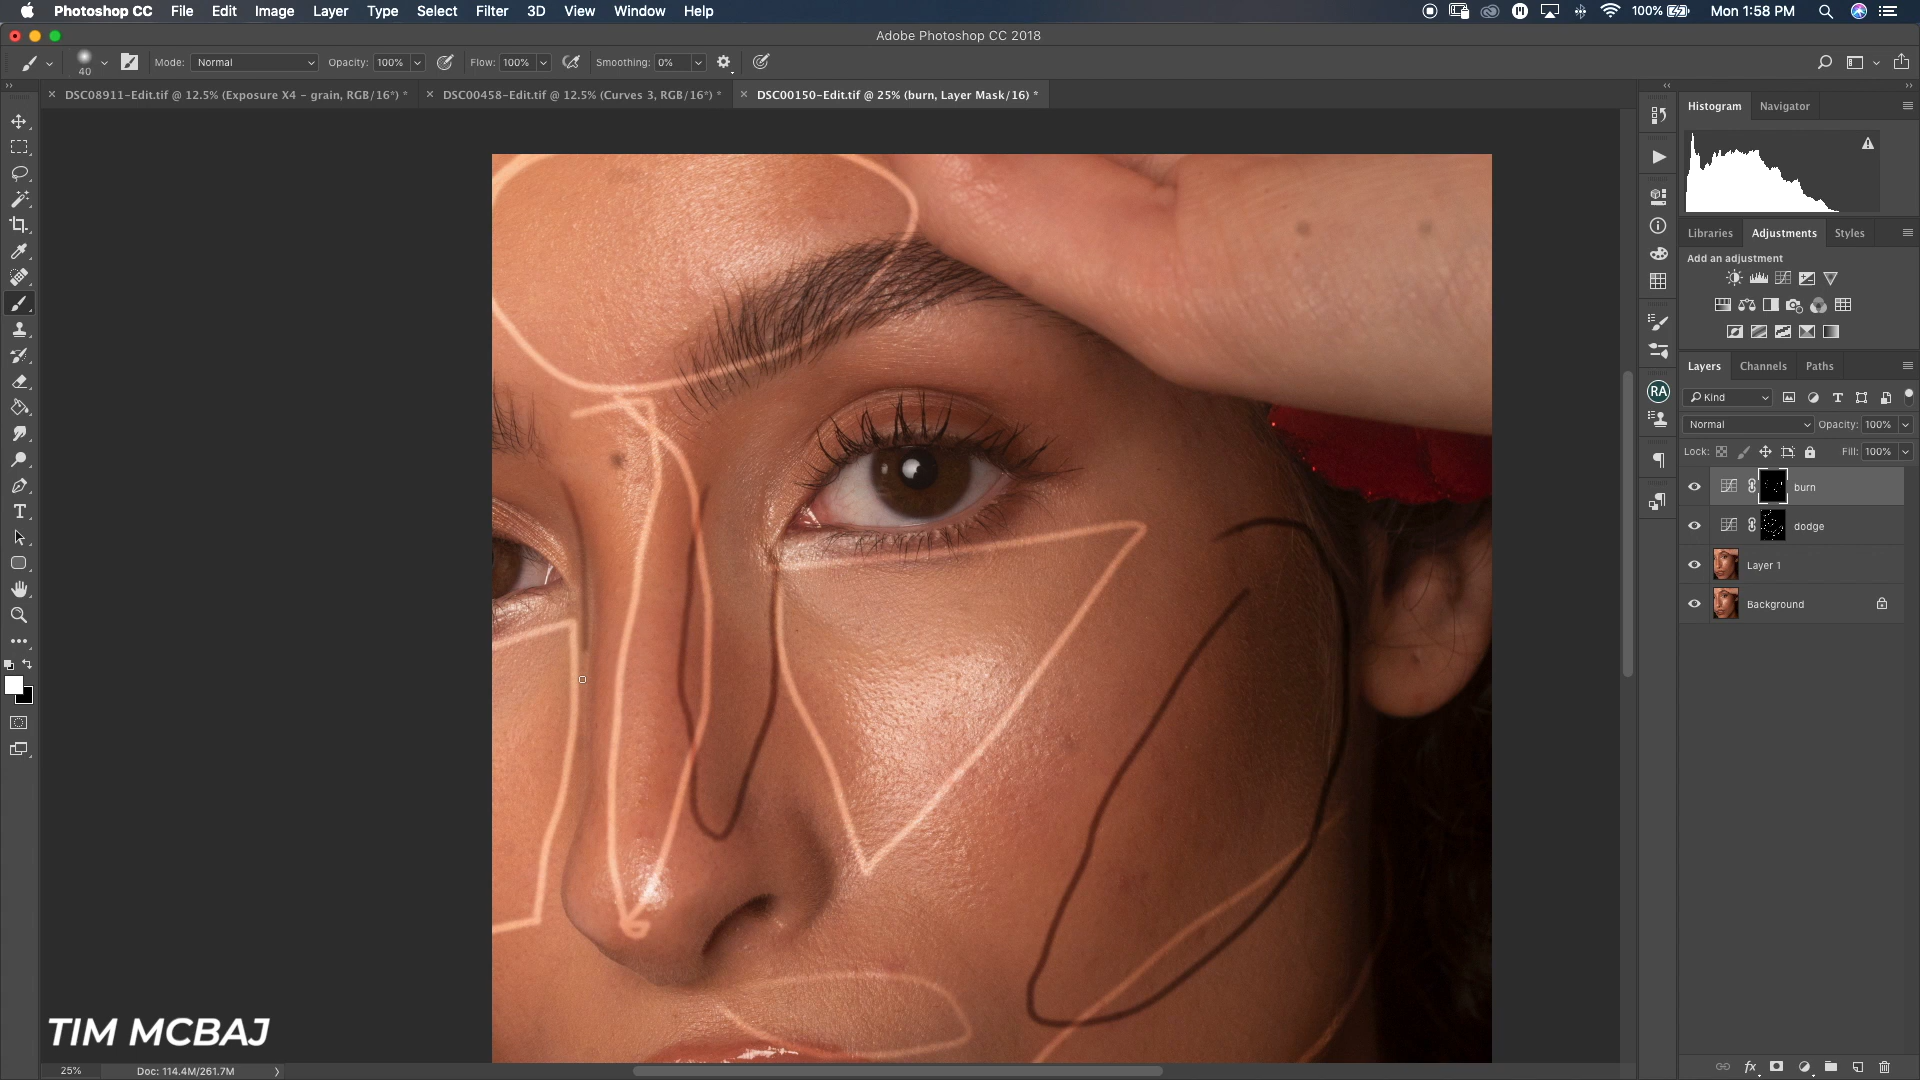 Photoshop CC File Edit Image Layer Type Select Filter 3D View Window Help 100% Mon 1:58 PM
Adobe Photoshop CC 2018
40 Mode: Normal Opacity: 100% Flow: 100% Smoothing: 0%
DSC08911-Edit.tif @ 12.5% (Exposure X4 - grain, RGB/16*) * DSC00458-Edit.tif @ 12.5% (Curves 3, RGB/16*) * DSC00150-Edit.tif @ 25% (burn, Layer Mask/16) *
Histogram Navigator
Libraries Adjustments Styles
Add an adjustment
Layers Channels Paths
Kind
Normal Opacity: 100%
Lock: Fill: 100%
RA
burn
dodge
Layer 1
Background
TIM MCBAJ
25% Doc: 114.4M/261.7M
fx